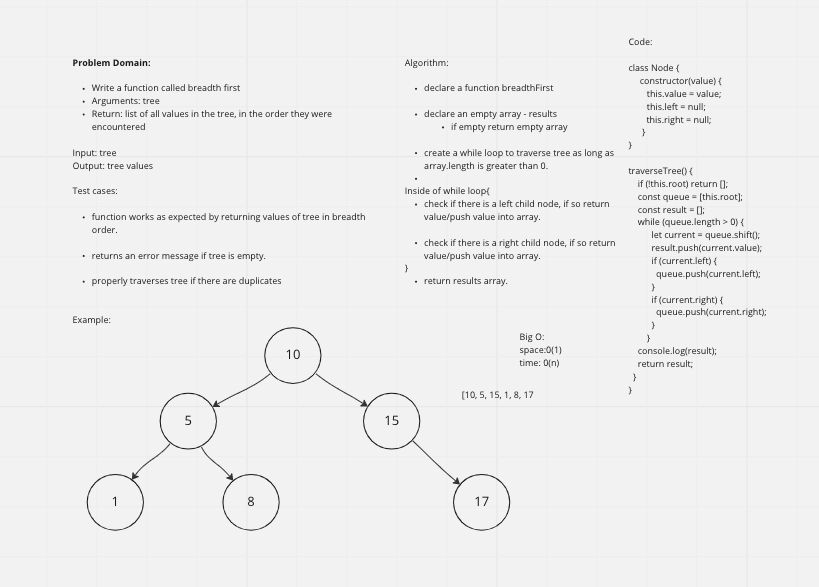 Problem Domain:
Write a function called breadth first
Arguments: tree
Return: list of all values in the tree, in the order they were
encountered
Input: tree
Output: tree values
Test cases:
function works as expected by returning values of tree in breadth
order.
returns an error message if tree is empty.
properly traverses tree if there are duplicates
Example:
Algorithm:
declare a function breadthFirst
declare an empty array - results
if empty return empty array
create a while loop to traverse tree as long as
array.length is greater than 0.
Inside of while loop{
check if there is a left child node, if so return
value/push value into array.
check if there is a right child node, if so return
value/push value into array.
}
return results array.
Big O:
space:0(1)
time: 0(n)
[10, 5, 15, 1, 8, 17
Code:
class Node {
constructor(value) {
this.value = value;
this.left = null;
this.right = null;
}
}
traverseTree() {
if (!this.root) return [];
const queue = [this.root];
const result = [];
while (queue.length > 0) {
let current = queue.shift();
result.push(current.value);
if (current.left) {
queue.push(current.left);
}
if (current.right) {
queue.push(current.right);
}
}
console.log(result);
return result;
}
}
10
5
15
1
8
17